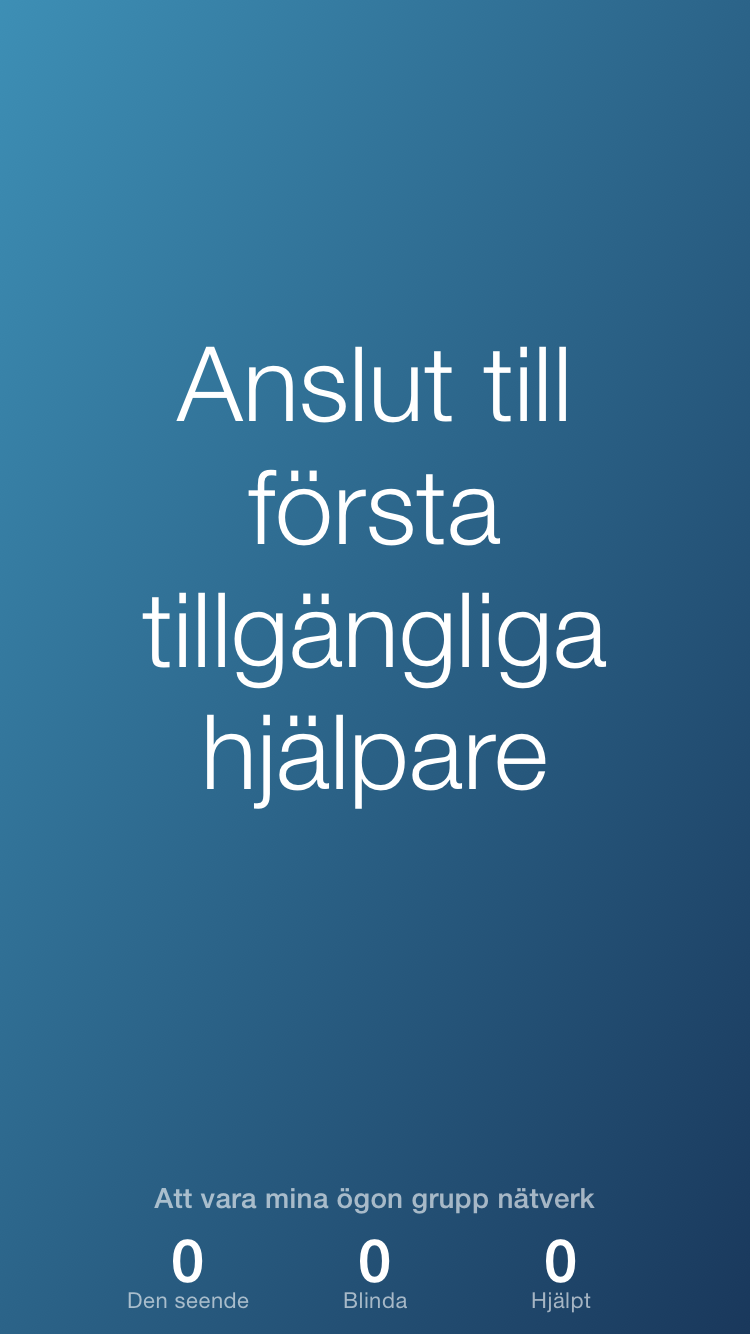 Anslut till
första
tillgängliga
hjälpare
Att vara mina ögon grupp nätverk
0 0 0
Den seende Blinda Hjälpt